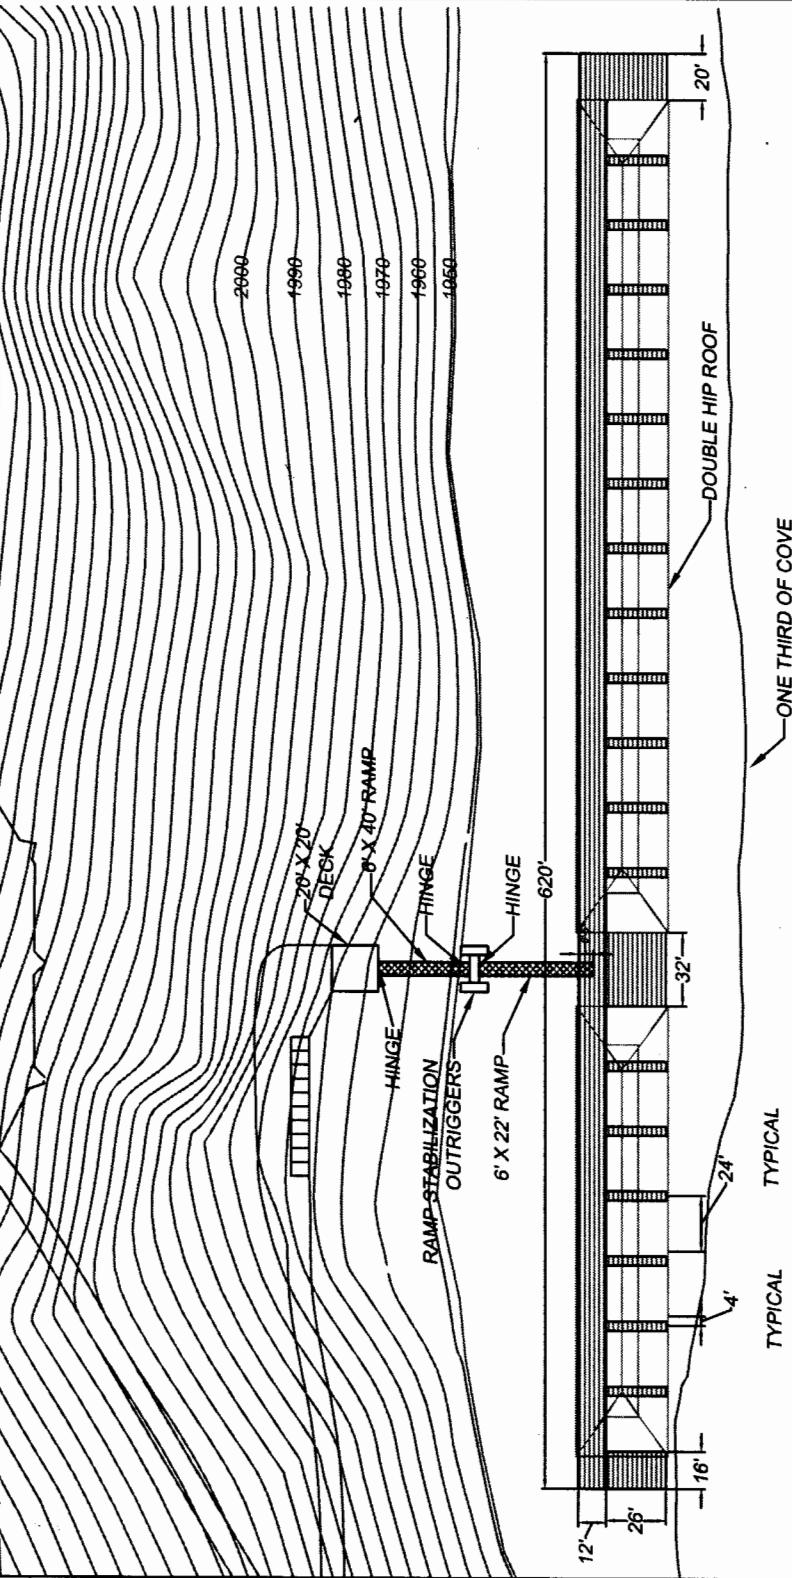 2000
1990
1980
1970
1960
1950
20'
DOUBLE HIP ROOF
ONE THIRD OF COVE
20' X 20'
DECK
6' X 40' RAMP
HINGE
HINGE
620'
32'
HINGE
RAMP STABILIZATION
OUTRIGGERS
6' X 22' RAMP
24'
TYPICAL
4'
TYPICAL
16'
12'
26'